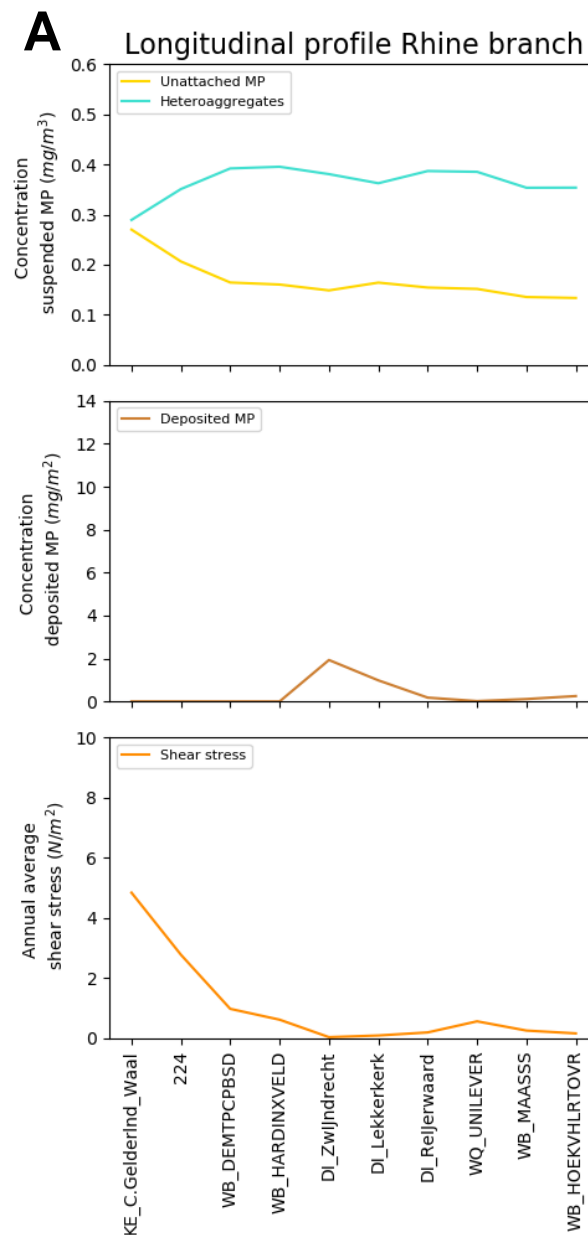 A
Longitudinal profile Rhine branch
Concentration
suspended MP (mg/m³)
0.6
0.5
0.4
0.3
0.2
0.1
0.0
Unattached MP
Heteroaggregates
Concentration
deposited MP (mg/m²)
14
12
10
8
6
4
2
0
Deposited MP
Annual average
shear stress (N/m²)
10
8
6
4
2
0
Shear stress
KE_C.Gelderlnd_Waal
224
WB_DEMTPCPBSD
WB_HARDINXVELD
DI_ZwIJndrecht
DI_Lekkerkerk
DI_ReIJerwaard
WQ_UNILEVER
WB_MAASSS
WB_HOEKVHLRTOVR